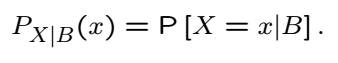 P_{X|B}(x) = P [X = x|B] .